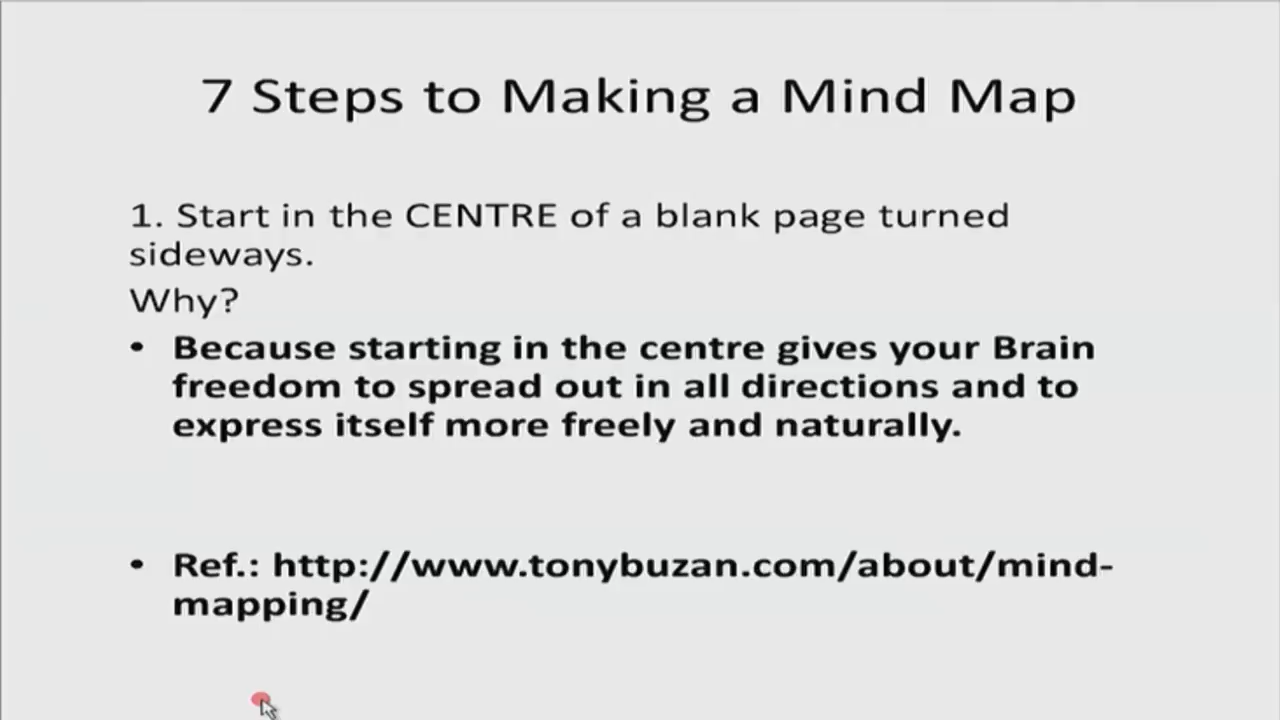 7 Steps to Making a Mind Map
1. Start in the CENTRE of a blank page turned
sideways.
Why?
• Because starting in the centre gives your Brain
freedom to spread out in all directions and to
express itself more freely and naturally.
• Ref.: http://www.tonybuzan.com/about/mind-
mapping/